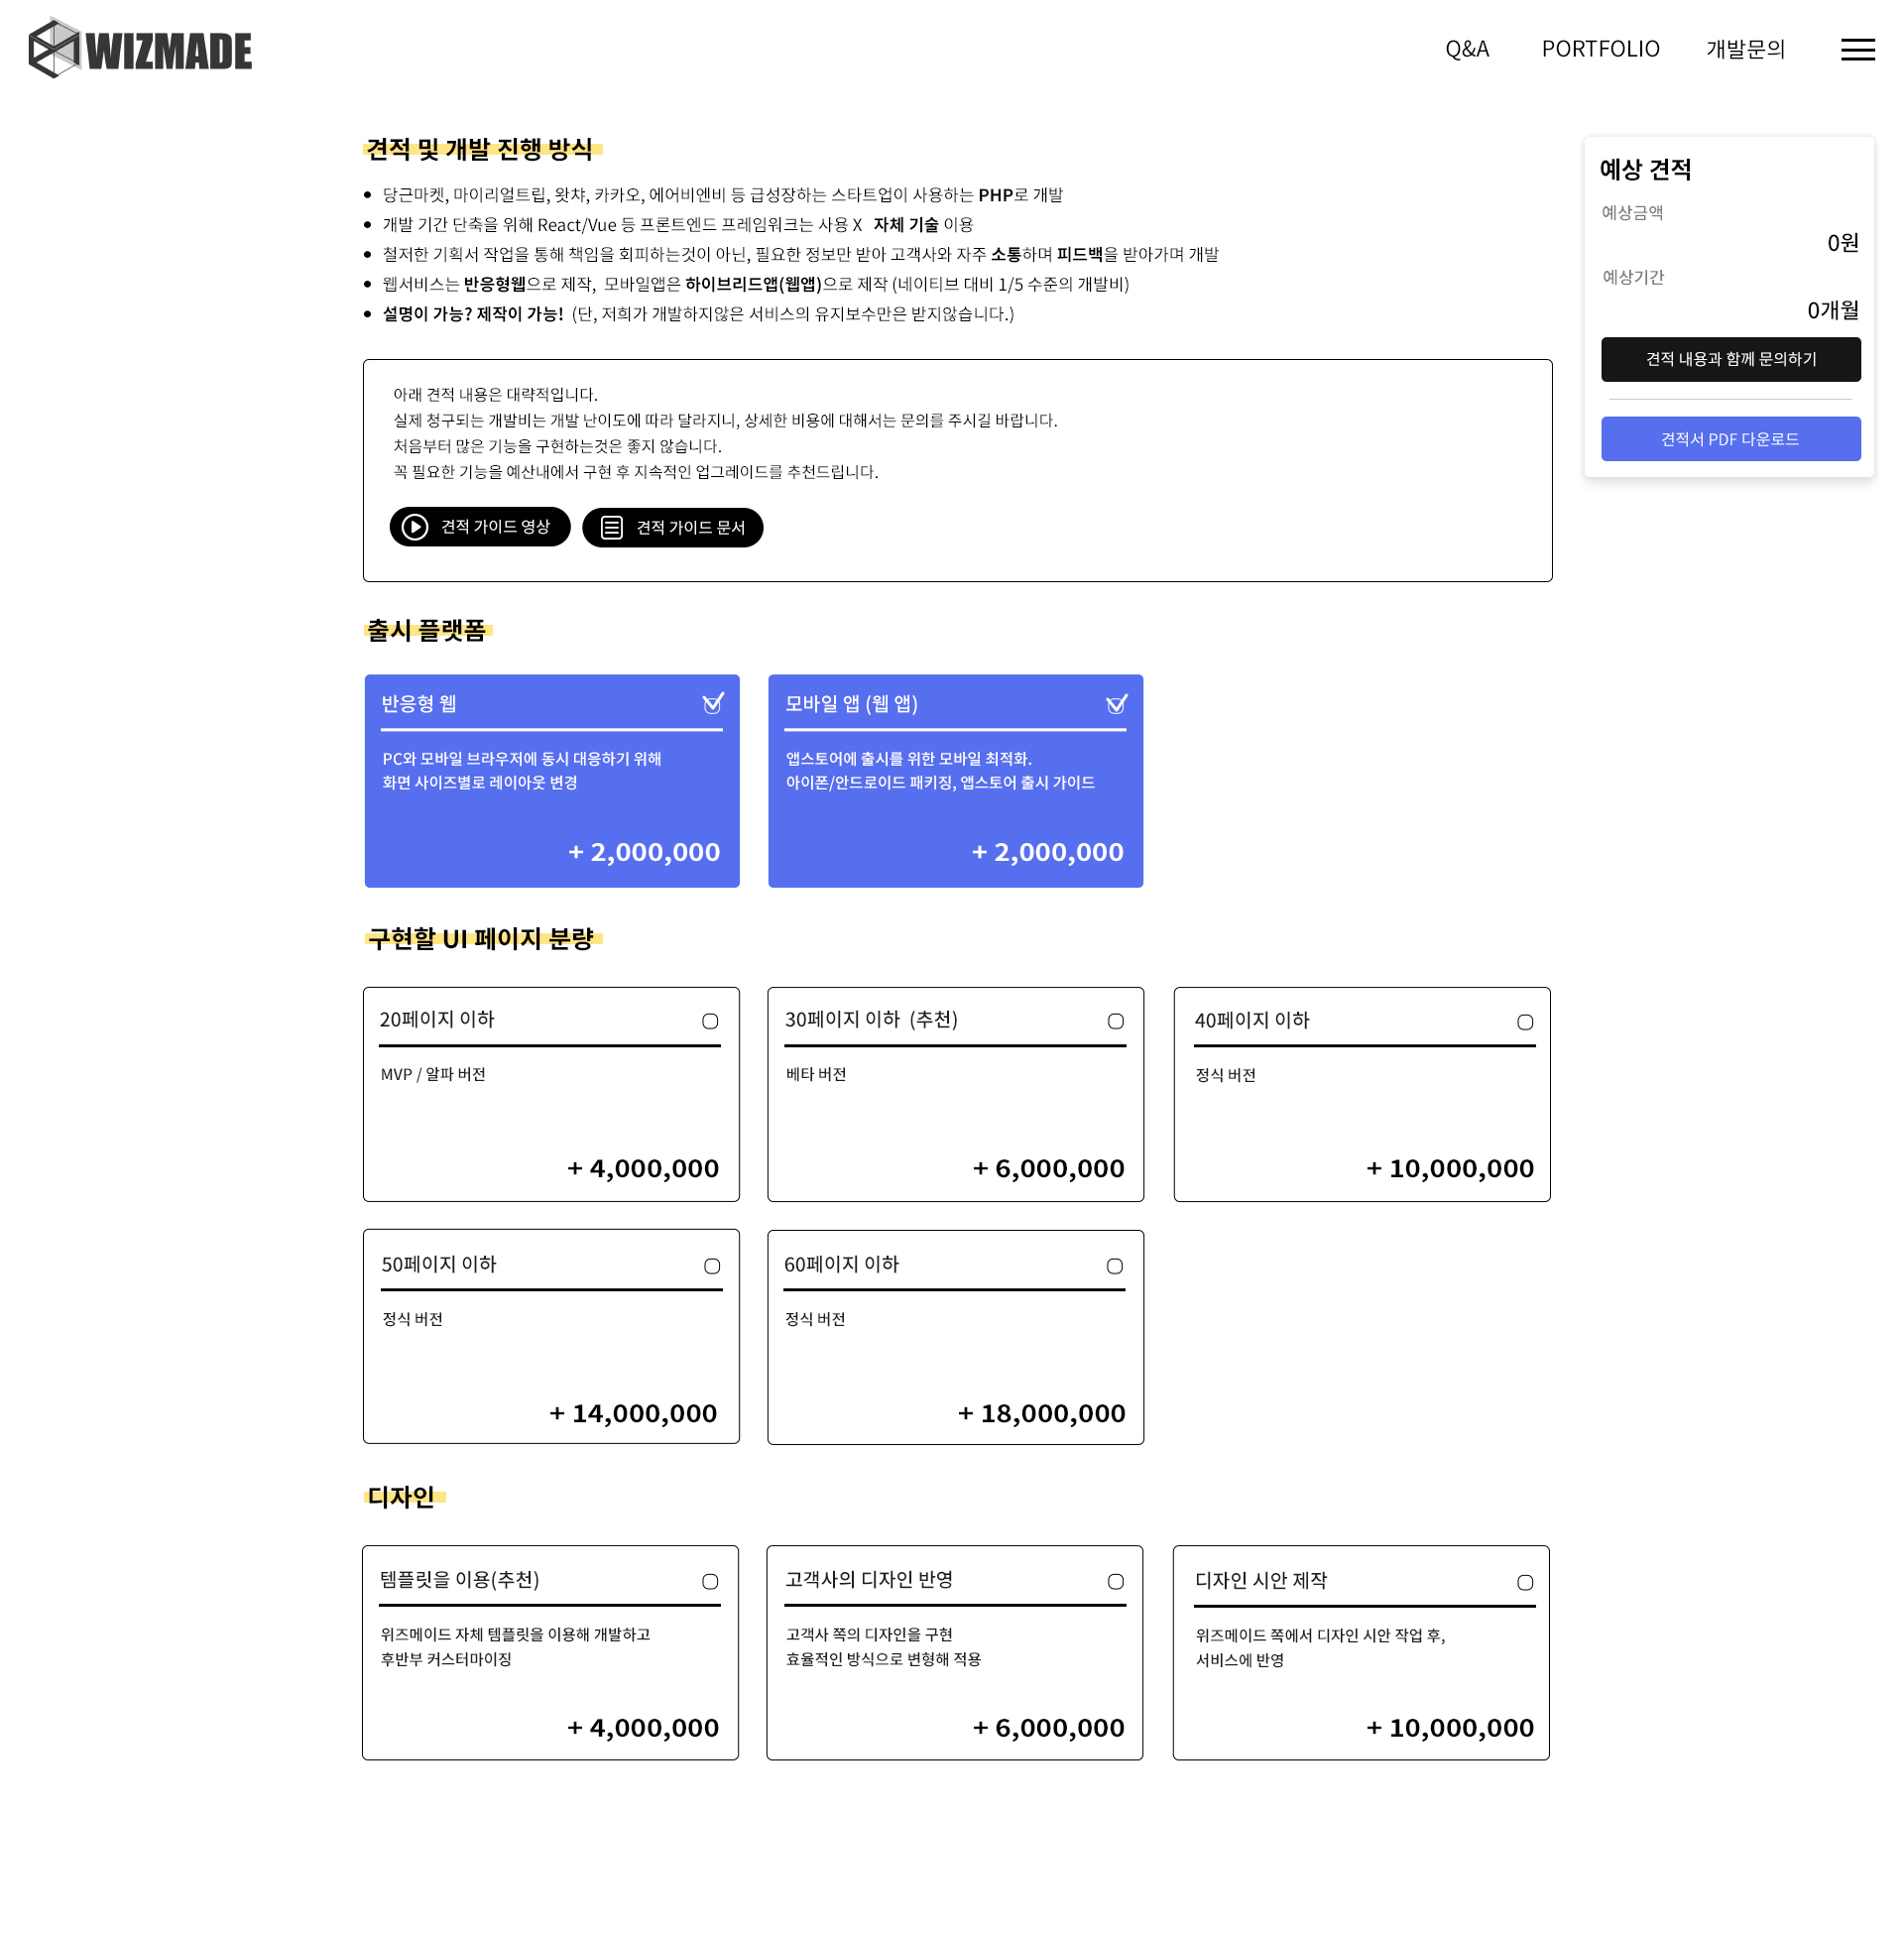 WIZMADE
Q&A
PORTFOLIO
개발문의
견적 및 개발 진행 방식
당근마켓, 마이리얼트립, 왓챠, 카카오, 에어비엔비 등 급성장하는 스타트업이 사용하는 PHP로 개발
개발 기간 단축을 위해 React/Vue 등 프론트엔드 프레임워크는 사용 X 자체 기술 이용
철저한 기획서 작업을 통해 책임을 회피하는것이 아닌, 필요한 정보만 받아 고객사와 자주 소통하며 피드백을 받아가며 개발
웹서비스는 반응형웹으로 제작, 모바일앱은 하이브리드앱(웹앱)으로 제작 (네이티브 대비 1/5 수준의 개발비)
설명이 가능? 제작이 가능! (단, 저희가 개발하지않은 서비스의 유지보수만은 받지않습니다.)
예상 견적
예상금액
0원
예상기간
0개월
견적 내용과 함께 문의하기
견적서 PDF 다운로드
아래 견적 내용은 대략적입니다.
실제 청구되는 개발비는 개발 난이도에 따라 달라지니, 상세한 비용에 대해서는 문의를 주시길 바랍니다.
처음부터 많은 기능을 구현하는것은 좋지 않습니다.
꼭 필요한 기능을 예산내에서 구현 후 지속적인 업그레이드를 추천드립니다.
견적 가이드 영상
견적 가이드 문서
출시 플랫폼
반응형 웹
PC와 모바일 브라우저에 동시 대응하기 위해
화면 사이즈별로 레이아웃 변경
+ 2,000,000
모바일 앱 (웹 앱)
앱스토어에 출시를 위한 모바일 최적화.
아이폰/안드로이드 패키징, 앱스토어 출시 가이드
+ 2,000,000
구현할 UI 페이지 분량
20페이지 이하
MVP / 알파 버전
+ 4,000,000
30페이지 이하 (추천)
베타 버전
+ 6,000,000
40페이지 이하
정식 버전
+ 10,000,000
50페이지 이하
정식 버전
+ 14,000,000
60페이지 이하
정식 버전
+ 18,000,000
디자인
템플릿을 이용(추천)
위즈메이드 자체 템플릿을 이용해 개발하고
후반부 커스터마이징
+ 4,000,000
고객사의 디자인 반영
고객사 쪽의 디자인을 구현
효율적인 방식으로 변형해 적용
+ 6,000,000
디자인 시안 제작
위즈메이드 쪽에서 디자인 시안 작업 후,
서비스에 반영
+ 10,000,000